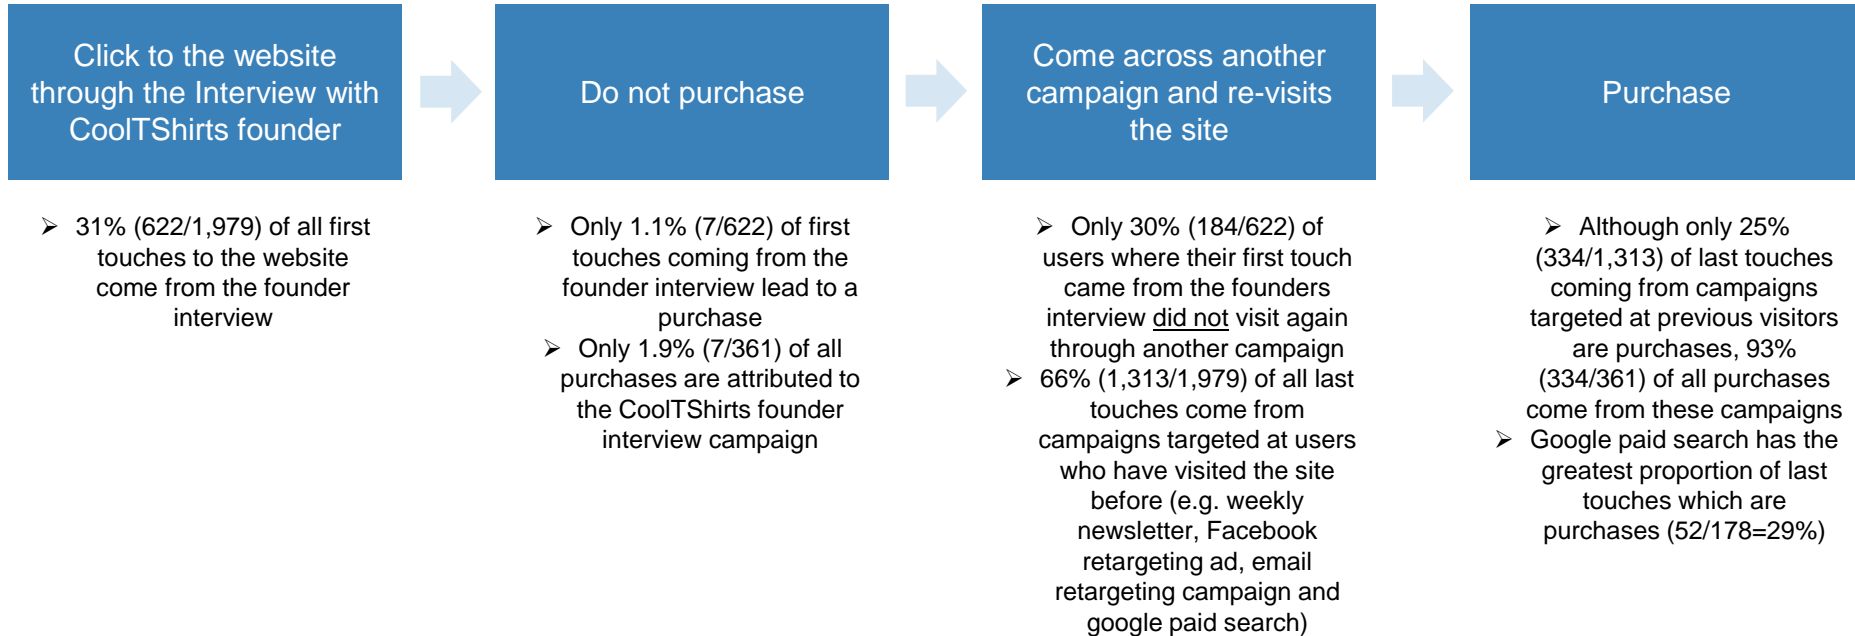 Click to the website
through the Interview with
CoolTShirts founder
Do not purchase
Come across another
campaign and re-visits
the site
Purchase
➢ 31% (622/1,979) of all first
touches to the website
come from the founder
interview
➢ Only 1.1% (7/622) of first
touches coming from the
founder interview lead to a
purchase
➢ Only 1.9% (7/361) of all
purchases are attributed to
the CoolTShirts founder
interview campaign
➢ Only 30% (184/622) of
users where their first touch
came from the founders
interview did not visit again
through another campaign
➢ 66% (1,313/1,979) of all last
touches come from
campaigns targeted at users
who have visited the site
before (e.g. weekly
newsletter, Facebook
retargeting ad, email
retargeting campaign and
google paid search)
➢ Although only 25%
(334/1,313) of last touches
coming from campaigns
targeted at previous visitors
are purchases, 93%
(334/361) of all purchases
come from these campaigns
➢ Google paid search has the
greatest proportion of last
touches which are
purchases (52/178=29%)